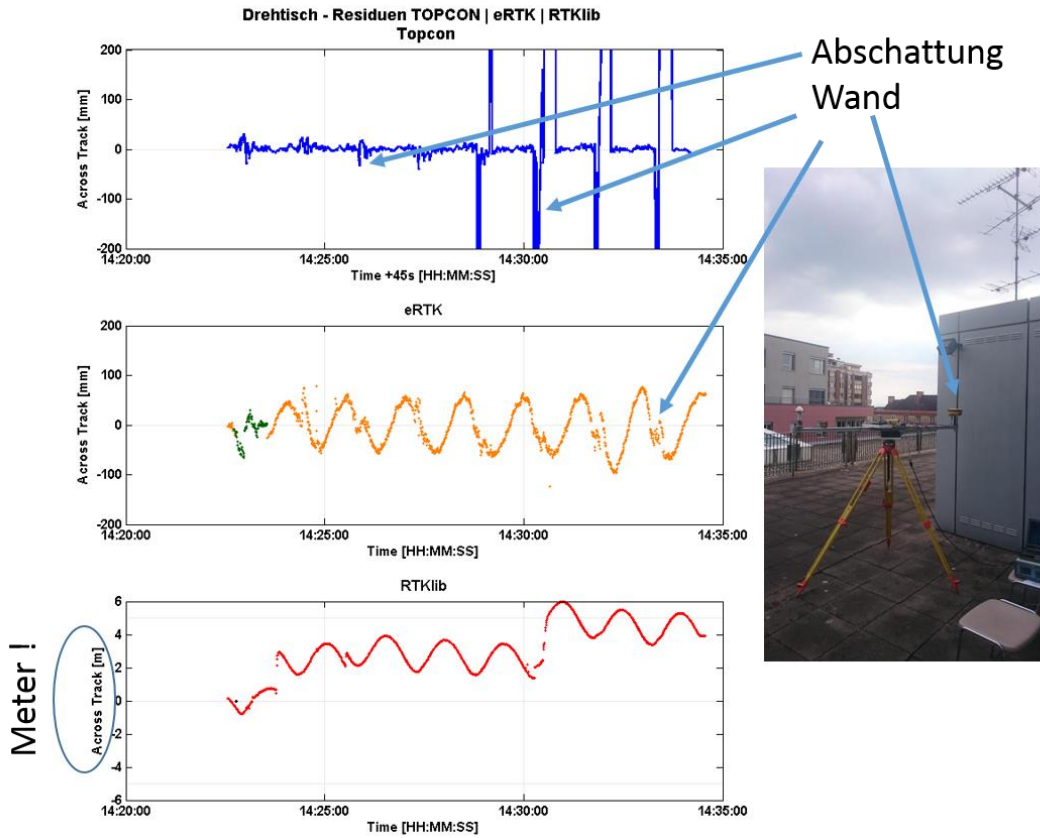 Drehtisch - Residuen TOPCON | eRTK | RTKlib
Topcon
Across Track [mm]
200
100
0
-100
-200
14:20:00
14:25:00
14:30:00
14:35:00
Time +45s [HH:MM:SS]
Abschattung
Wand
eRTK
Across Track [mm]
200
100
0
-100
-200
14:20:00
14:25:00
14:30:00
14:35:00
Time [HH:MM:SS]
RTKlib
Meter !
Across Track [m]
6
4
2
0
-2
-4
-6
14:20:00
14:25:00
14:30:00
14:35:00
Time [HH:MM:SS]